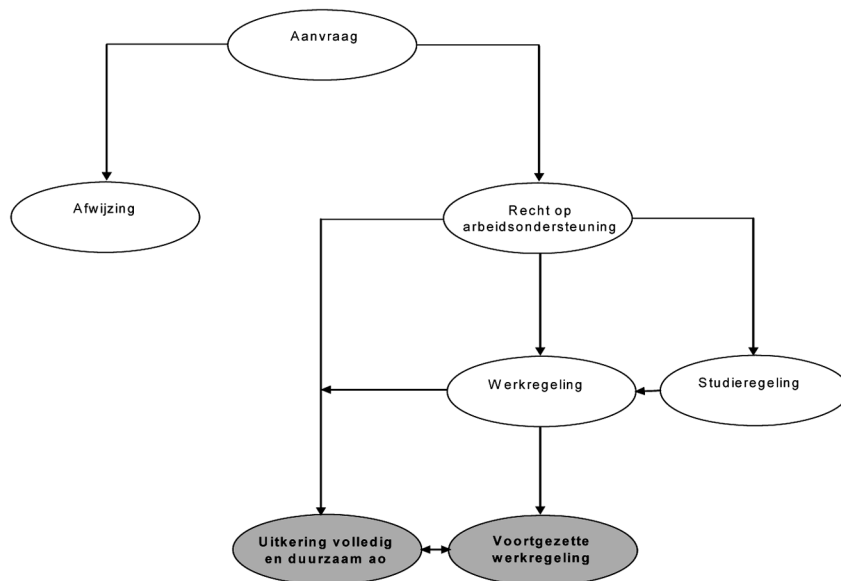 Aanvraag
Afwijzing
Recht op
arbeidsondersteuning
Werkregeling
Studieregeling
Uitkering volledig
en duurzaam ao
Voortgezette
werkregeling